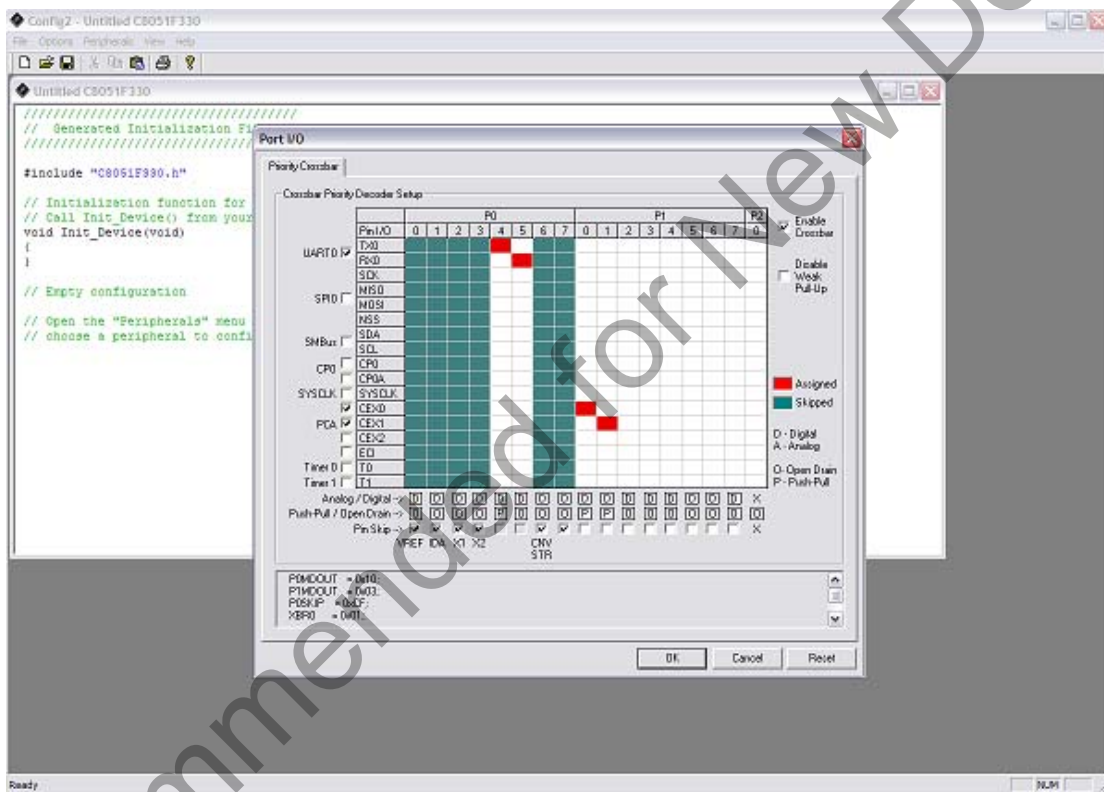 Config2 - Untitled C8051F330
File Options Peripherals View Help
Untitled C8051F330
/////////////////////////////////////
// Generated Initialization Fi
#include "C8051F330.h"
// Initialization function for
// Call Init_Device() from your
void Init_Device(void)
{
}
// Empty configuration
// Open the "Peripherals" menu
// choose a peripheral to confi
Port I/O
Priority Crossbar
Crossbar Priority Decoder Setup
P0 P1 P2
Pin I/O 0 1 2 3 4 5 6 7 0 1 2 3 4 5 6 7 0
Enable Crossbar
Disable Weak Pull-Up
UART0 TX0
RX0
SCK
SPI0 MISO
MOSI
NSS
SMBus SDA
SCL
CP0 CP0
CP0A
SYSCLK SYSCLK
CEX0
PCA CEX1
CEX2
ECI
Timer 0 T0
Timer 1 T1
Assigned
Skipped
D - Digital
A - Analog
O - Open Drain
P - Push-Pull
Analog / Digital ->
Push-Pull / Open Drain ->
Pin Skip ->
VREF IDA X1 X2 CNV STR
P0MDOUT = 0x10;
P1MDOUT = 0x03;
P0SKIP = 0xCF;
XBR0 = 0x01;
OK Cancel Reset
Ready NUM
mmended for New De